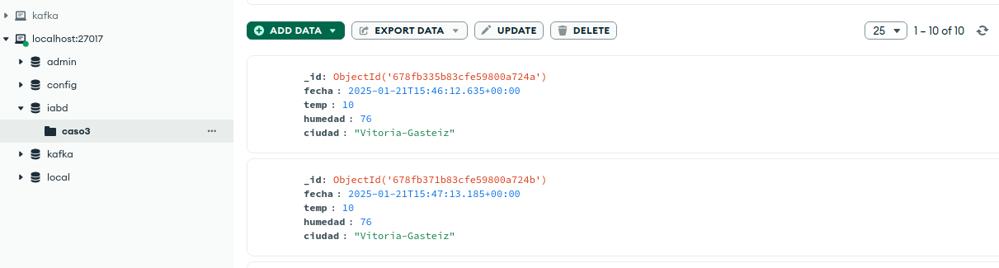 kafka
localhost:27017
admin
config
iabd
caso3
kafka
local
ADD DATA EXPORT DATA UPDATE DELETE 25 1 – 10 of 10
_id: ObjectId('678fb335b83cfe59800a724a')
fecha : 2025-01-21T15:46:12.635+00:00
temp : 10
humedad : 76
ciudad : "Vitoria-Gasteiz"
_id: ObjectId('678fb371b83cfe59800a724b')
fecha : 2025-01-21T15:47:13.185+00:00
temp : 10
humedad : 76
ciudad : "Vitoria-Gasteiz"